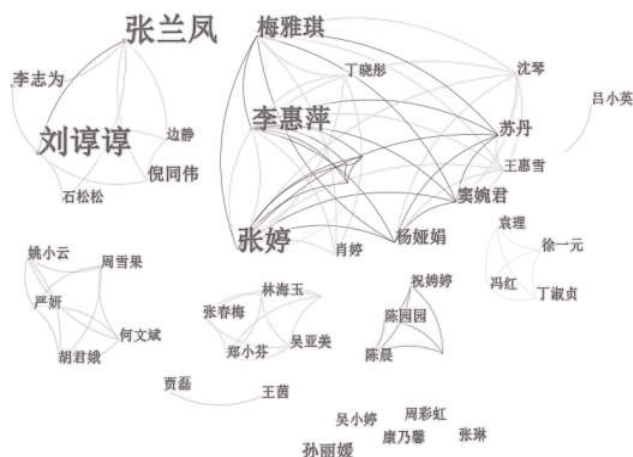 张兰凤
梅雅琪
李志为
丁晓彤
沈琴
吕小英
李惠萍
刘谆谆
边静
苏丹
倪同伟
王惠雪
石松松
窦婉君
袁理
张婷
杨娅娟
肖婷
徐一元
姚小云
周雪果
祝娉婷
冯红
丁淑贞
林海玉
严妍
张春梅
陈园园
何文斌
胡君娥
郑小芬
吴亚美
陈晨
贾磊
王茵
吴小婷
周彩虹
康乃馨
张琳
孙丽媛